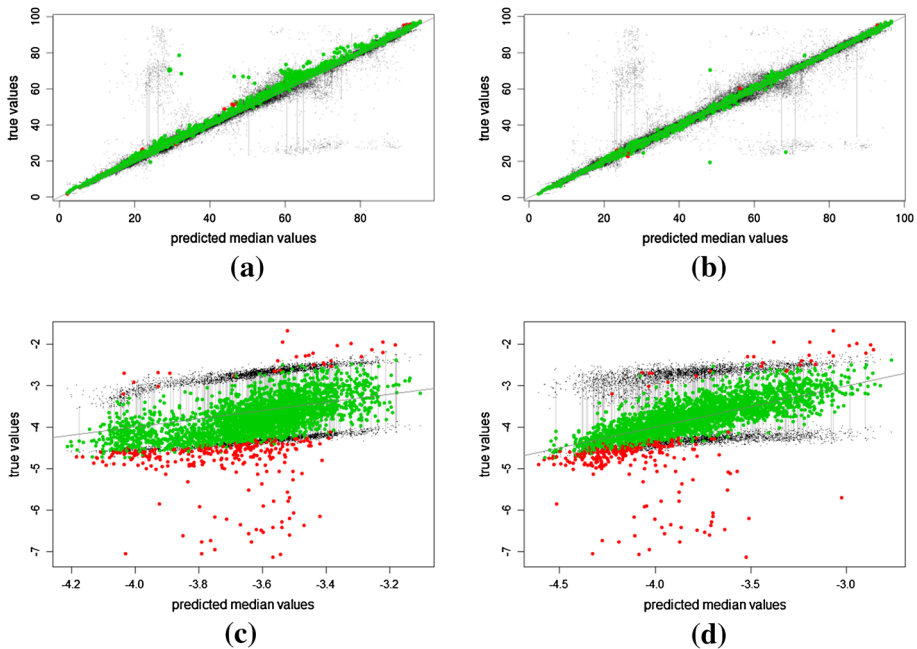 100
80
60
40
20
0
true values
0 20 40 60 80
predicted median values
(a)
100
80
60
40
20
0
true values
0 20 40 60 80 100
predicted median values
(b)
-2
-3
-4
-5
-6
-7
true values
-4.2 -4.0 -3.8 -3.6 -3.4 -3.2
predicted median values
(c)
-2
-3
-4
-5
-6
-7
true values
-4.5 -4.0 -3.5 -3.0
predicted median values
(d)